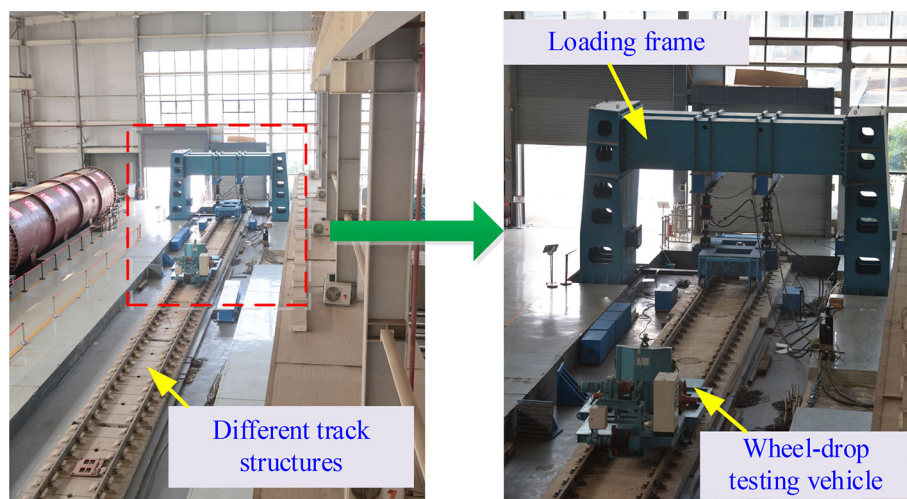 Loading frame
Different track
structures
Wheel-drop
testing vehicle